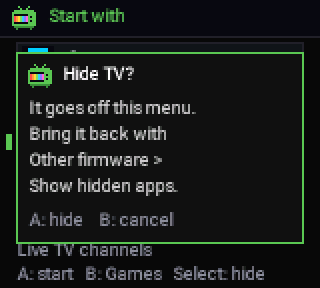 Start with
Hide TV?
It goes off this menu.
Bring it back with
Other firmware >
Show hidden apps.
A: hide B: cancel
Live TV channels
A: start B: Games Select: hide